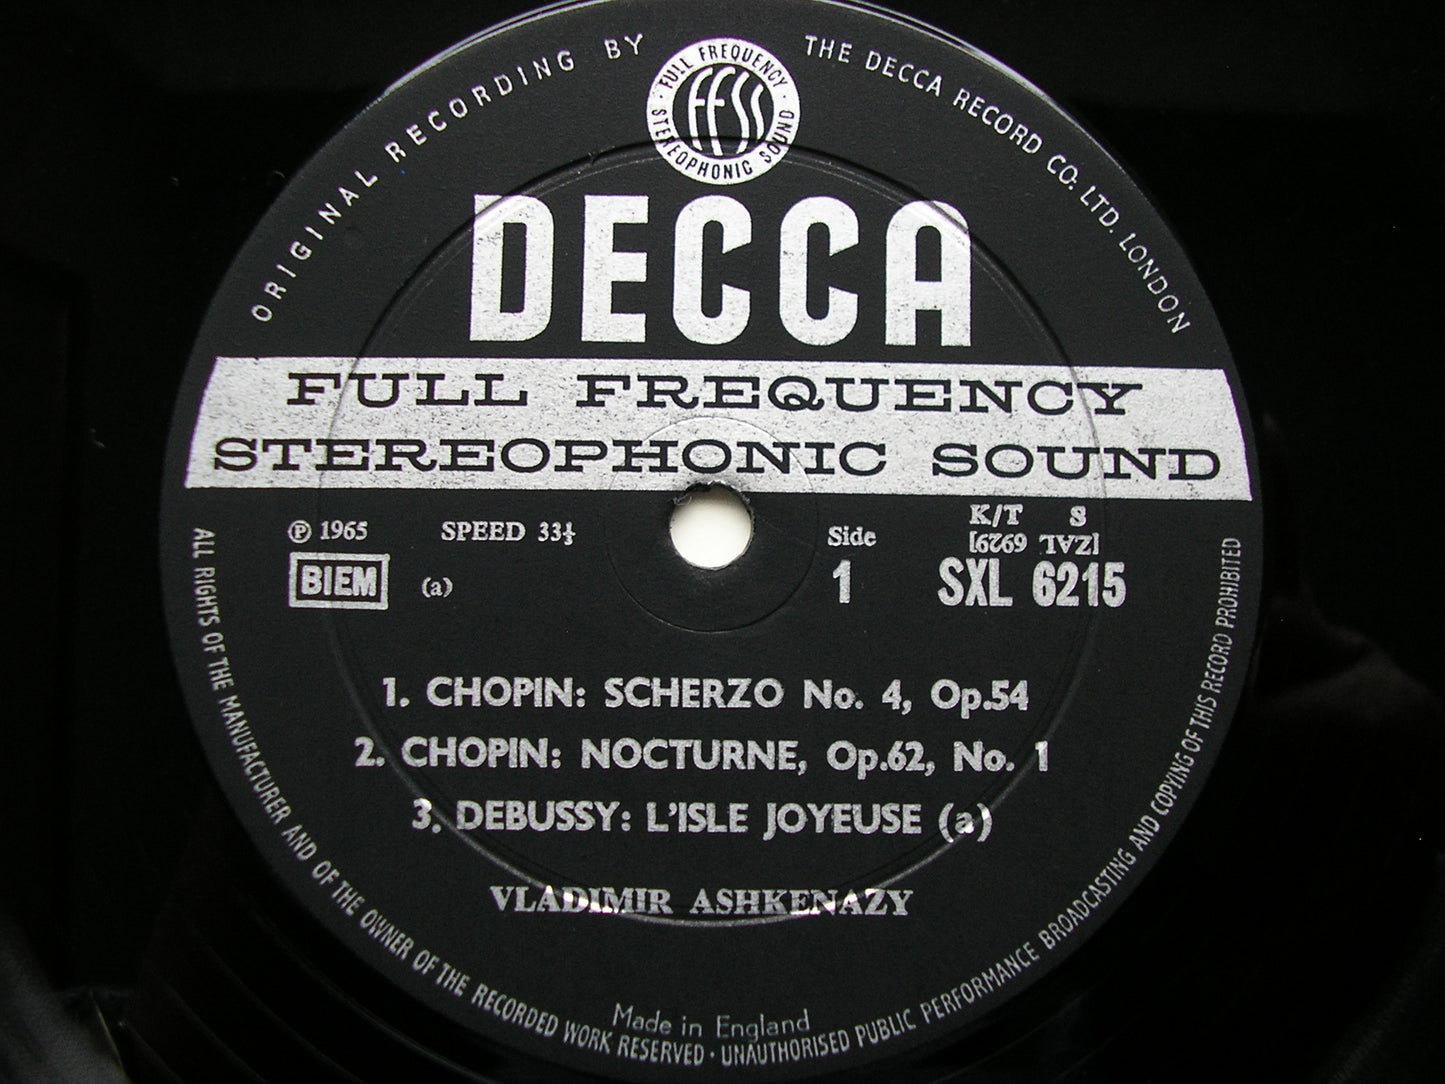 ORIGINAL RECORDING BY
THE DECCA RECORD CO. LTD. LONDON
FULL FREQUENCY
FFSS
STEREOPHONIC SOUND
DECCA
FULL FREQUENCY
STEREOPHONIC SOUND
℗ 1965 SPEED 33⅓
BIEM (a)
Side
1
K/T S
[ZAL 6929]
SXL 6215
1. CHOPIN: SCHERZO No. 4, Op.54
2. CHOPIN: NOCTURNE, Op.62, No. 1
3. DEBUSSY: L'ISLE JOYEUSE (a)
VLADIMIR ASHKENAZY
Made in England
ALL RIGHTS OF THE MANUFACTURER AND OF THE OWNER OF THE RECORDED WORK RESERVED · UNAUTHORISED PUBLIC PERFORMANCE BROADCASTING AND COPYING OF THIS RECORD PROHIBITED